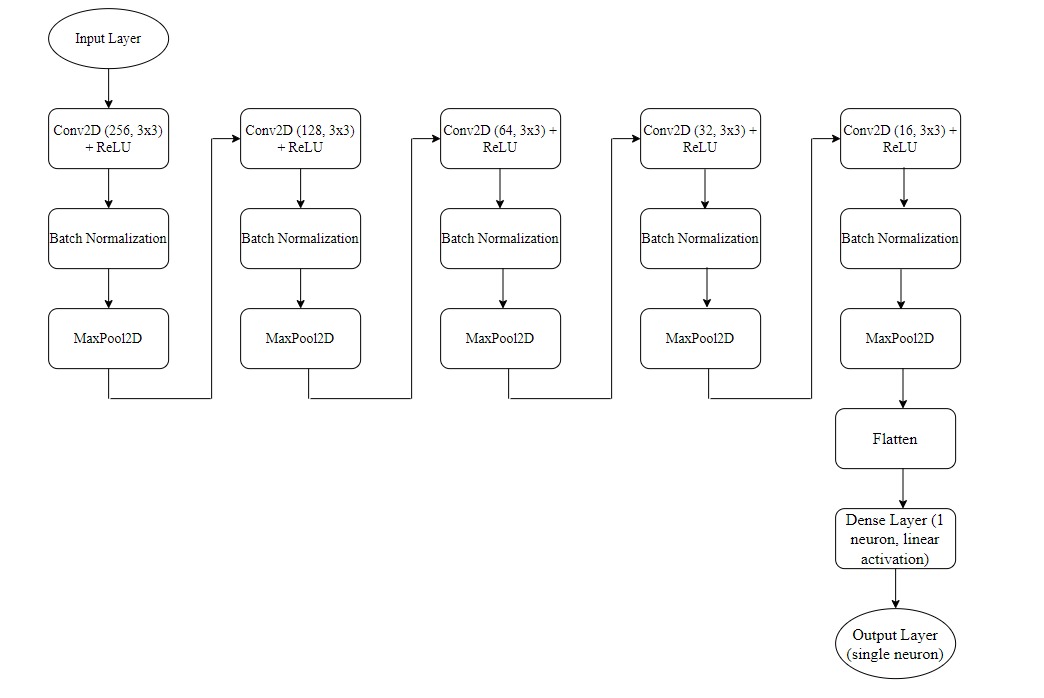 Input Layer
Conv2D (256, 3x3)
+ ReLU
Batch Normalization
MaxPool2D
Conv2D (128, 3x3)
+ ReLU
Batch Normalization
MaxPool2D
Conv2D (64, 3x3) +
ReLU
Batch Normalization
MaxPool2D
Conv2D (32, 3x3) +
ReLU
Batch Normalization
MaxPool2D
Conv2D (16, 3x3) +
ReLU
Batch Normalization
MaxPool2D
Flatten
Dense Layer (1
neuron, linear
activation)
Output Layer
(single neuron)